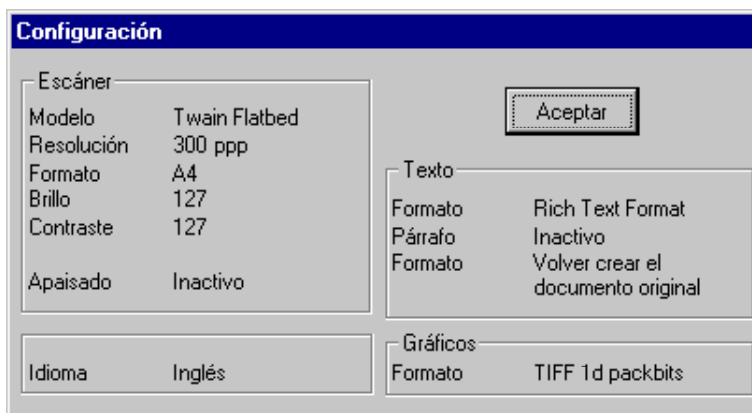 Configuración
Escáner
Modelo Twain Flatbed
Resolución 300 ppp
Formato A4
Brillo 127
Contraste 127
Apaisado Inactivo
Idioma Inglés
Aceptar
Texto
Formato Rich Text Format
Párrafo Inactivo
Formato Volver crear el
documento original
Gráficos
Formato TIFF 1d packbits